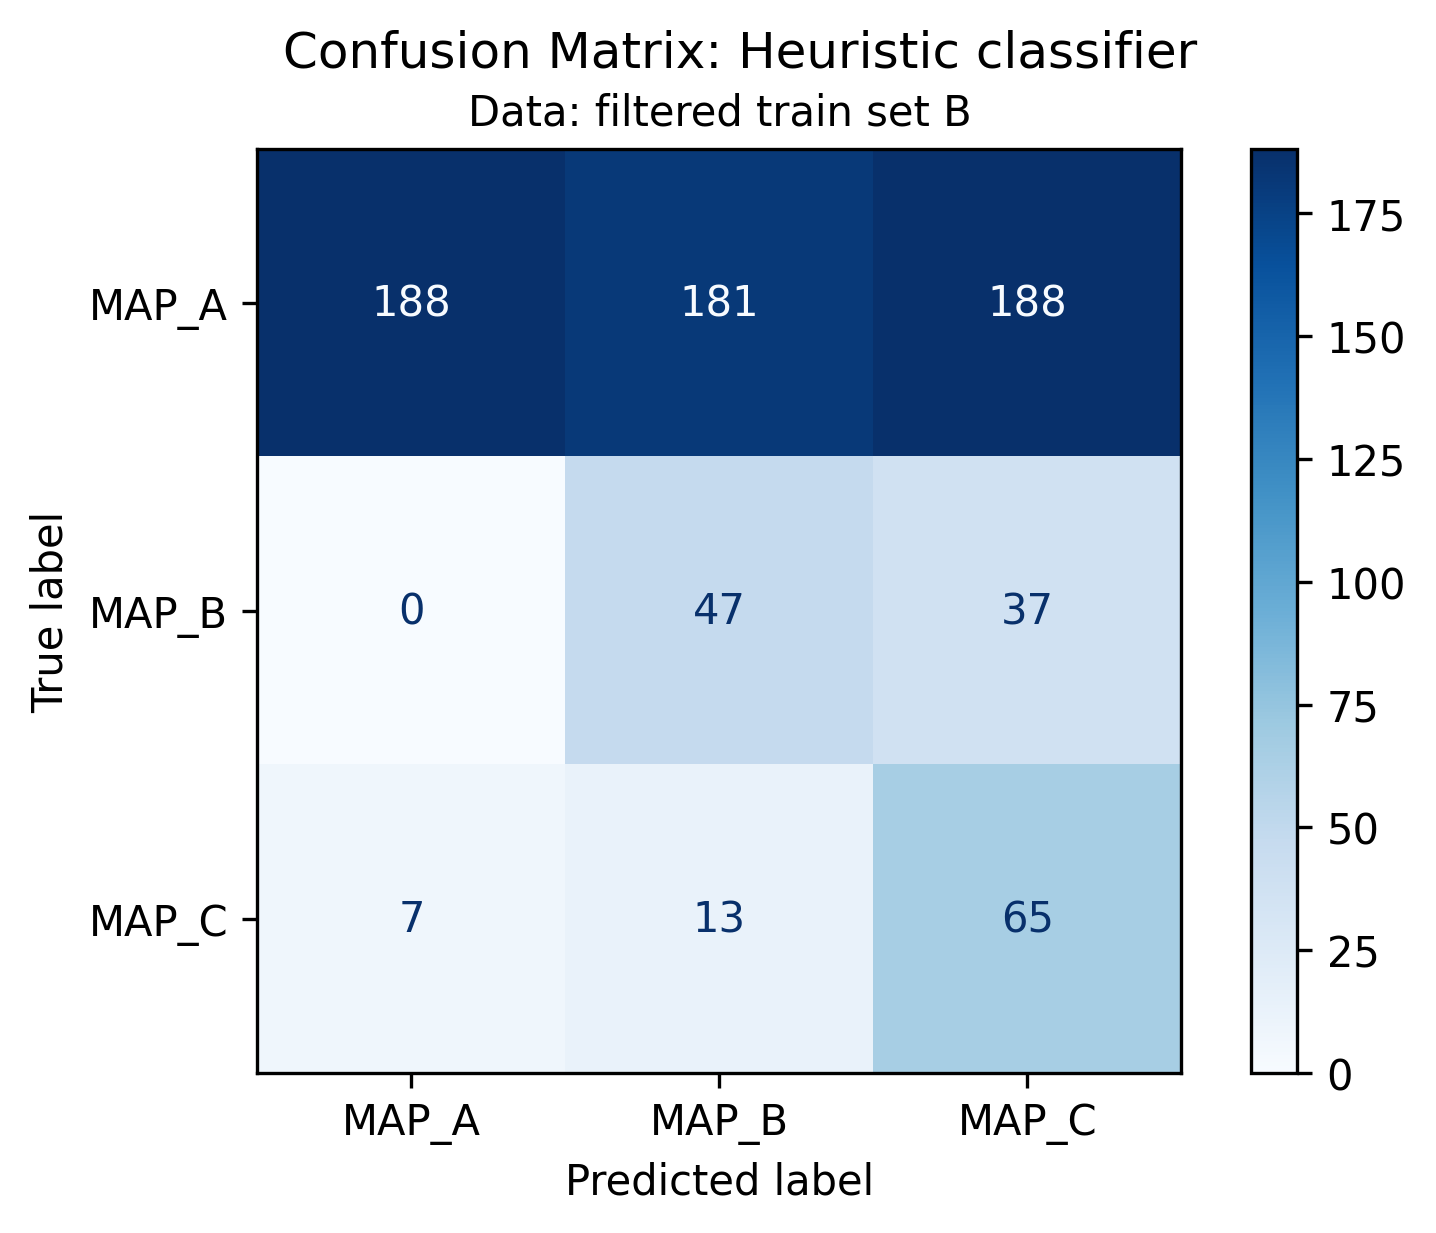 Confusion Matrix: Heuristic classifier
Data: filtered train set B
True label
MAP_A
188 181 188
MAP_B
0 47 37
MAP_C
7 13 65
MAP_A MAP_B MAP_C
Predicted label
175
150
125
100
75
50
25
0